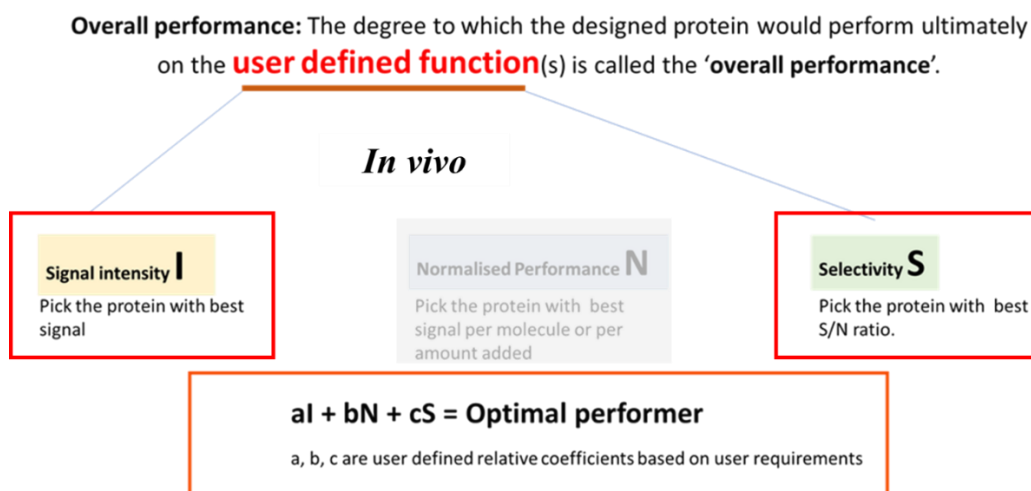 Overall performance: The degree to which the designed protein would perform ultimately
on the user defined function(s) is called the ‘overall performance’.
In vivo
Signal intensity I
Pick the protein with best
signal
Normalised Performance N
Pick the protein with best
signal per molecule or per
amount added
Selectivity S
Pick the protein with best
S/N ratio.
aI + bN + cS = Optimal performer
a, b, c are user defined relative coefficients based on user requirements